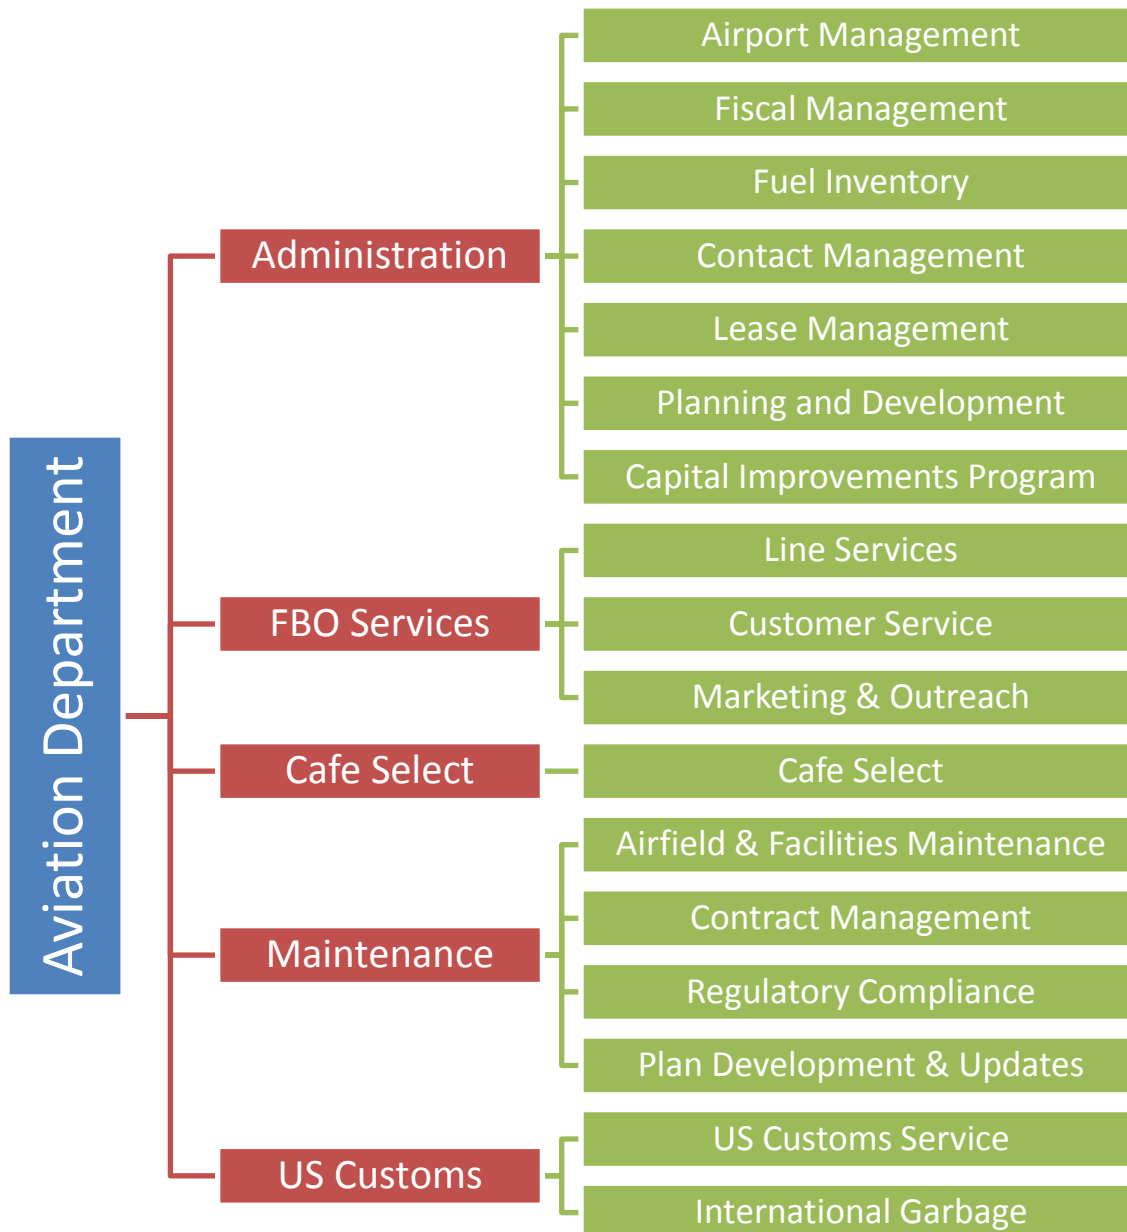 Aviation Department
Administration
Airport Management
Fiscal Management
Fuel Inventory
Contact Management
Lease Management
Planning and Development
Capital Improvements Program
FBO Services
Line Services
Customer Service
Marketing & Outreach
Cafe Select
Cafe Select
Maintenance
Airfield & Facilities Maintenance
Contract Management
Regulatory Compliance
Plan Development & Updates
US Customs
US Customs Service
International Garbage